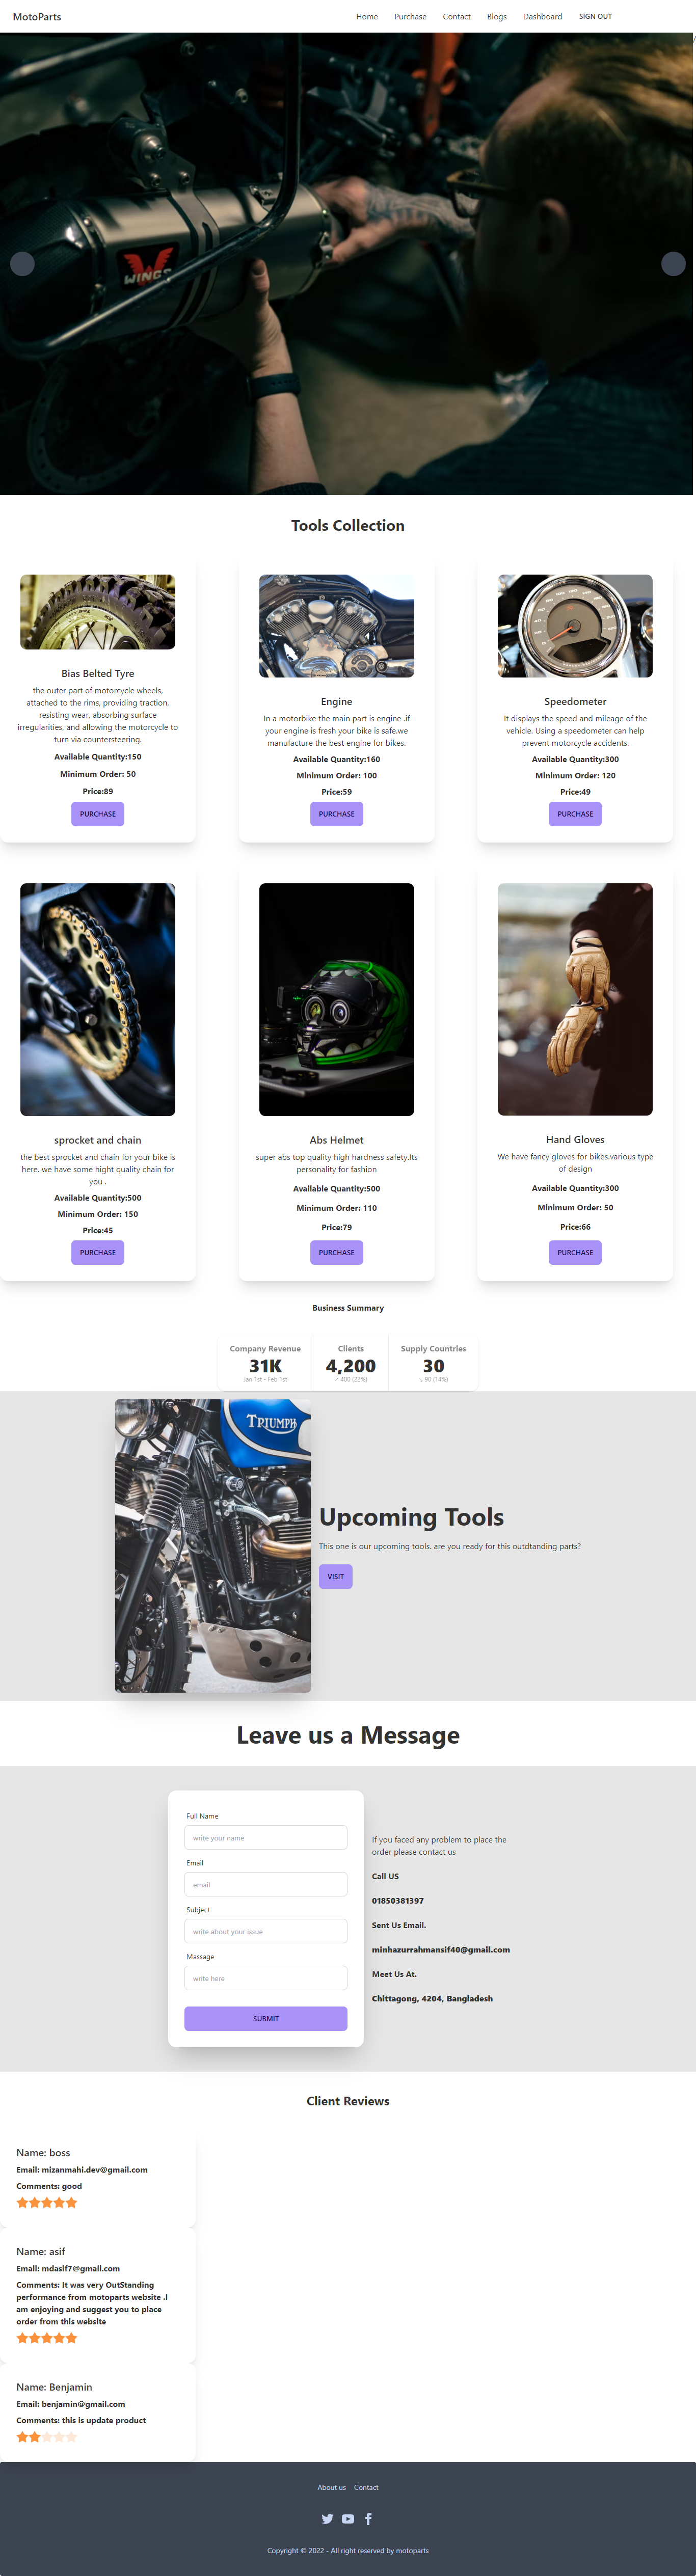 MotoParts
Home Purchase Contact Blogs Dashboard SIGN OUT
/
WINGS
Tools Collection
Bias Belted Tyre
the outer part of motorcycle wheels,
attached to the rims, providing traction,
resisting wear, absorbing surface
irregularities, and allowing the motorcycle to
turn via countersteering.
Available Quantity:150
Minimum Order: 50
Price:89
PURCHASE
Engine
In a motorbike the main part is engine .if
your engine is fresh your bike is safe.we
manufacture the best engine for bikes.
Available Quantity:160
Minimum Order: 100
Price:59
PURCHASE
Speedometer
It displays the speed and mileage of the
vehicle. Using a speedometer can help
prevent motorcycle accidents.
Available Quantity:300
Minimum Order: 120
Price:49
PURCHASE
sprocket and chain
the best sprocket and chain for your bike is
here. we have some hight quality chain for
you .
Available Quantity:500
Minimum Order: 150
Price:45
PURCHASE
Abs Helmet
super abs top quality high hardness safety.Its
personality for fashion
Available Quantity:500
Minimum Order: 110
Price:79
PURCHASE
Hand Gloves
We have fancy gloves for bikes.various type
of design
Available Quantity:300
Minimum Order: 50
Price:66
PURCHASE
Business Summary
Company Revenue
31K
Jan 1st - Feb 1st
Clients
4,200
↗︎ 400 (22%)
Supply Countries
30
↘︎ 90 (14%)
TRIUMPH
Upcoming Tools
This one is our upcoming tools. are you ready for this outdtanding parts?
VISIT
Leave us a Message
Full Name
write your name
Email
email
Subject
write about your issue
Massage
write here
SUBMIT
If you faced any problem to place the
order please contact us
Call US
01850381397
Sent Us Email.
minhazurrahmansif40@gmail.com
Meet Us At.
Chittagong, 4204, Bangladesh
Client Reviews
Name: boss
Email: mizanmahi.dev@gmail.com
Comments: good
Name: asif
Email: mdasif7@gmail.com
Comments: It was very OutStanding
performance from motoparts website .I
am enjoying and suggest you to place
order from this website
Name: Benjamin
Email: benjamin@gmail.com
Comments: this is update product
About us Contact
Copyright © 2022 - All right reserved by motoparts